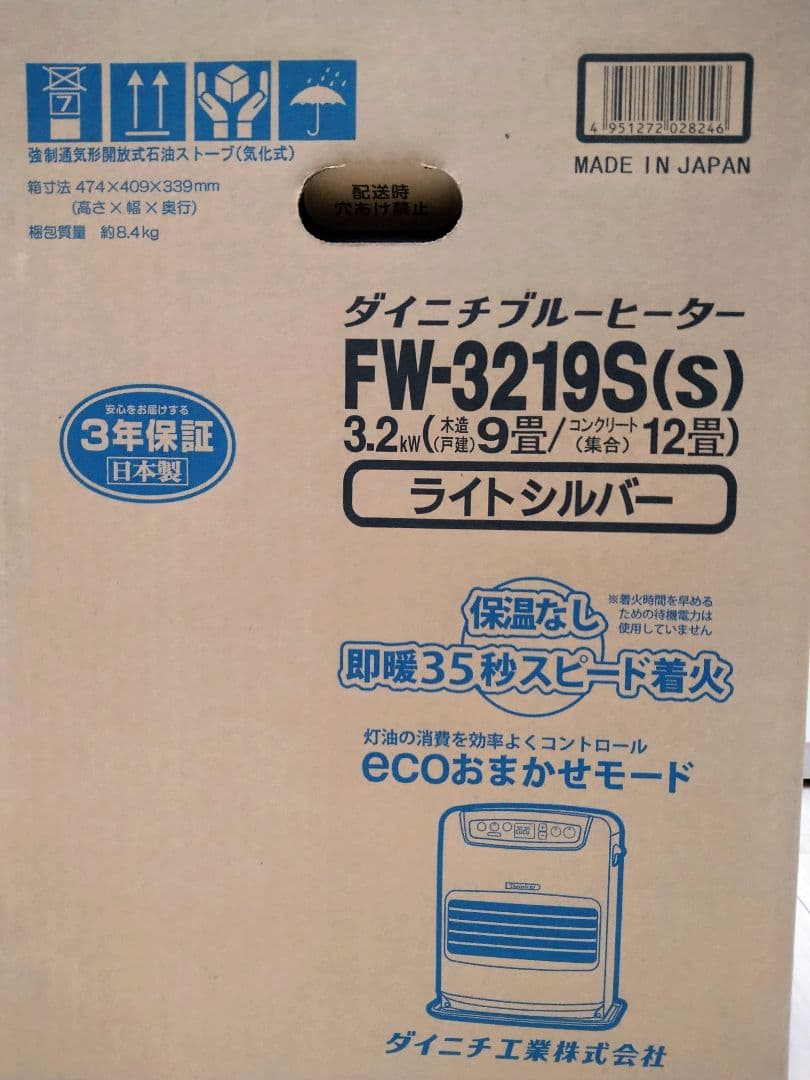 7
4 951272 028246
MADE IN JAPAN
強制通気形開放式石油ストーブ(気化式)
箱寸法 474×409×339mm
(高さ×幅×奥行)
梱包質量 約8.4kg
配送時
穴あけ禁止
ダイニチブルーヒーター
FW-3219S(S)
3.2kW(木造(戸建)9畳/コンクリート(集合)12畳)
ライトシルバー
安心をお届けする
3年保証
日本製
保温なし
※着火時間を早める
ための待機電力は
使用していません
即暖35秒スピード着火
灯油の消費を効率よくコントロール
ecoおまかせモード
ダイニチ工業株式会社